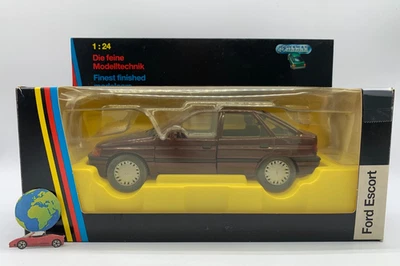 1:24
Die feine
Modelltechnik
Finest finished
Ford Escort